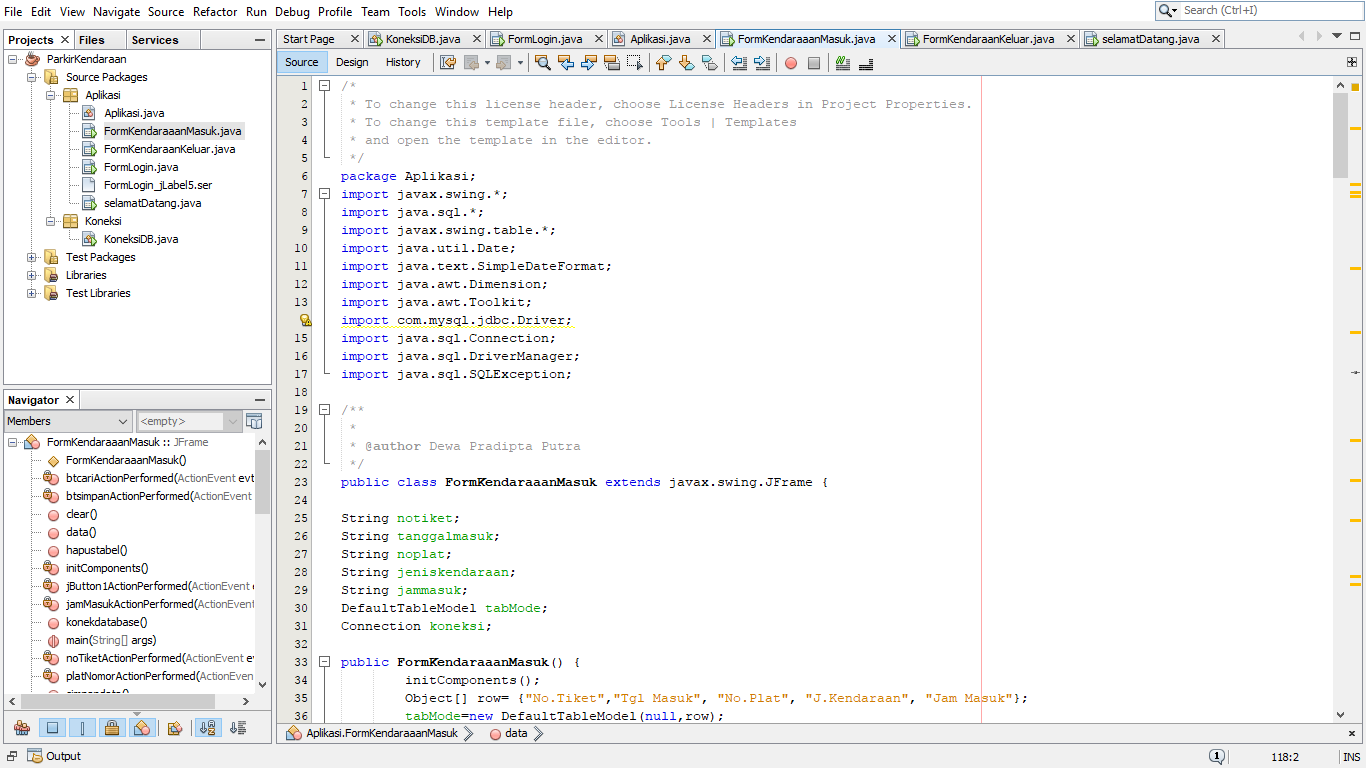 File Edit View Navigate Source Refactor Run Debug Profile Team Tools Window Help
Search (Ctrl+I)
Projects Files Services
ParkirKendaraan
Source Packages
Aplikasi
Aplikasi.java
FormKendaraaanMasuk.java
FormKendaraanKeluar.java
FormLogin.java
FormLogin_jLabel5.ser
selamatDatang.java
Koneksi
KoneksiDB.java
Test Packages
Libraries
Test Libraries
Navigator
Members <empty>
FormKendaraaanMasuk :: JFrame
FormKendaraaanMasuk()
btcariActionPerformed(ActionEvent evt
btsimpanActionPerformed(ActionEvent
clear()
data()
hapustabel()
initComponents()
jButton1ActionPerformed(ActionEvent e
jamMasukActionPerformed(ActionEvent
konekdatabase()
main(String[] args)
noTiketActionPerformed(ActionEvent ev
platNomorActionPerformed(ActionEvent
Start Page KoneksiDB.java FormLogin.java Aplikasi.java FormKendaraaanMasuk.java FormKendaraanKeluar.java selamatDatang.java
Source Design History
1 /*
2 * To change this license header, choose License Headers in Project Properties.
3 * To change this template file, choose Tools | Templates
4 * and open the template in the editor.
5 */
6 package Aplikasi;
7 import javax.swing.*;
8 import java.sql.*;
9 import javax.swing.table.*;
10 import java.util.Date;
11 import java.text.SimpleDateFormat;
12 import java.awt.Dimension;
13 import java.awt.Toolkit;
import com.mysql.jdbc.Driver;
15 import java.sql.Connection;
16 import java.sql.DriverManager;
17 import java.sql.SQLException;
18
19 /**
20 *
21 * @author Dewa Pradipta Putra
22 */
23 public class FormKendaraaanMasuk extends javax.swing.JFrame {
24
25 String notiket;
26 String tanggalmasuk;
27 String noplat;
28 String jeniskendaraan;
29 String jammasuk;
30 DefaultTableModel tabMode;
31 Connection koneksi;
32
33 public FormKendaraaanMasuk() {
34 initComponents();
35 Object[] row= {"No.Tiket","Tgl Masuk", "No.Plat", "J.Kendaraan", "Jam Masuk"};
36 tabMode=new DefaultTableModel(null,row);
Aplikasi.FormKendaraaanMasuk data
Output
1 118:2 INS